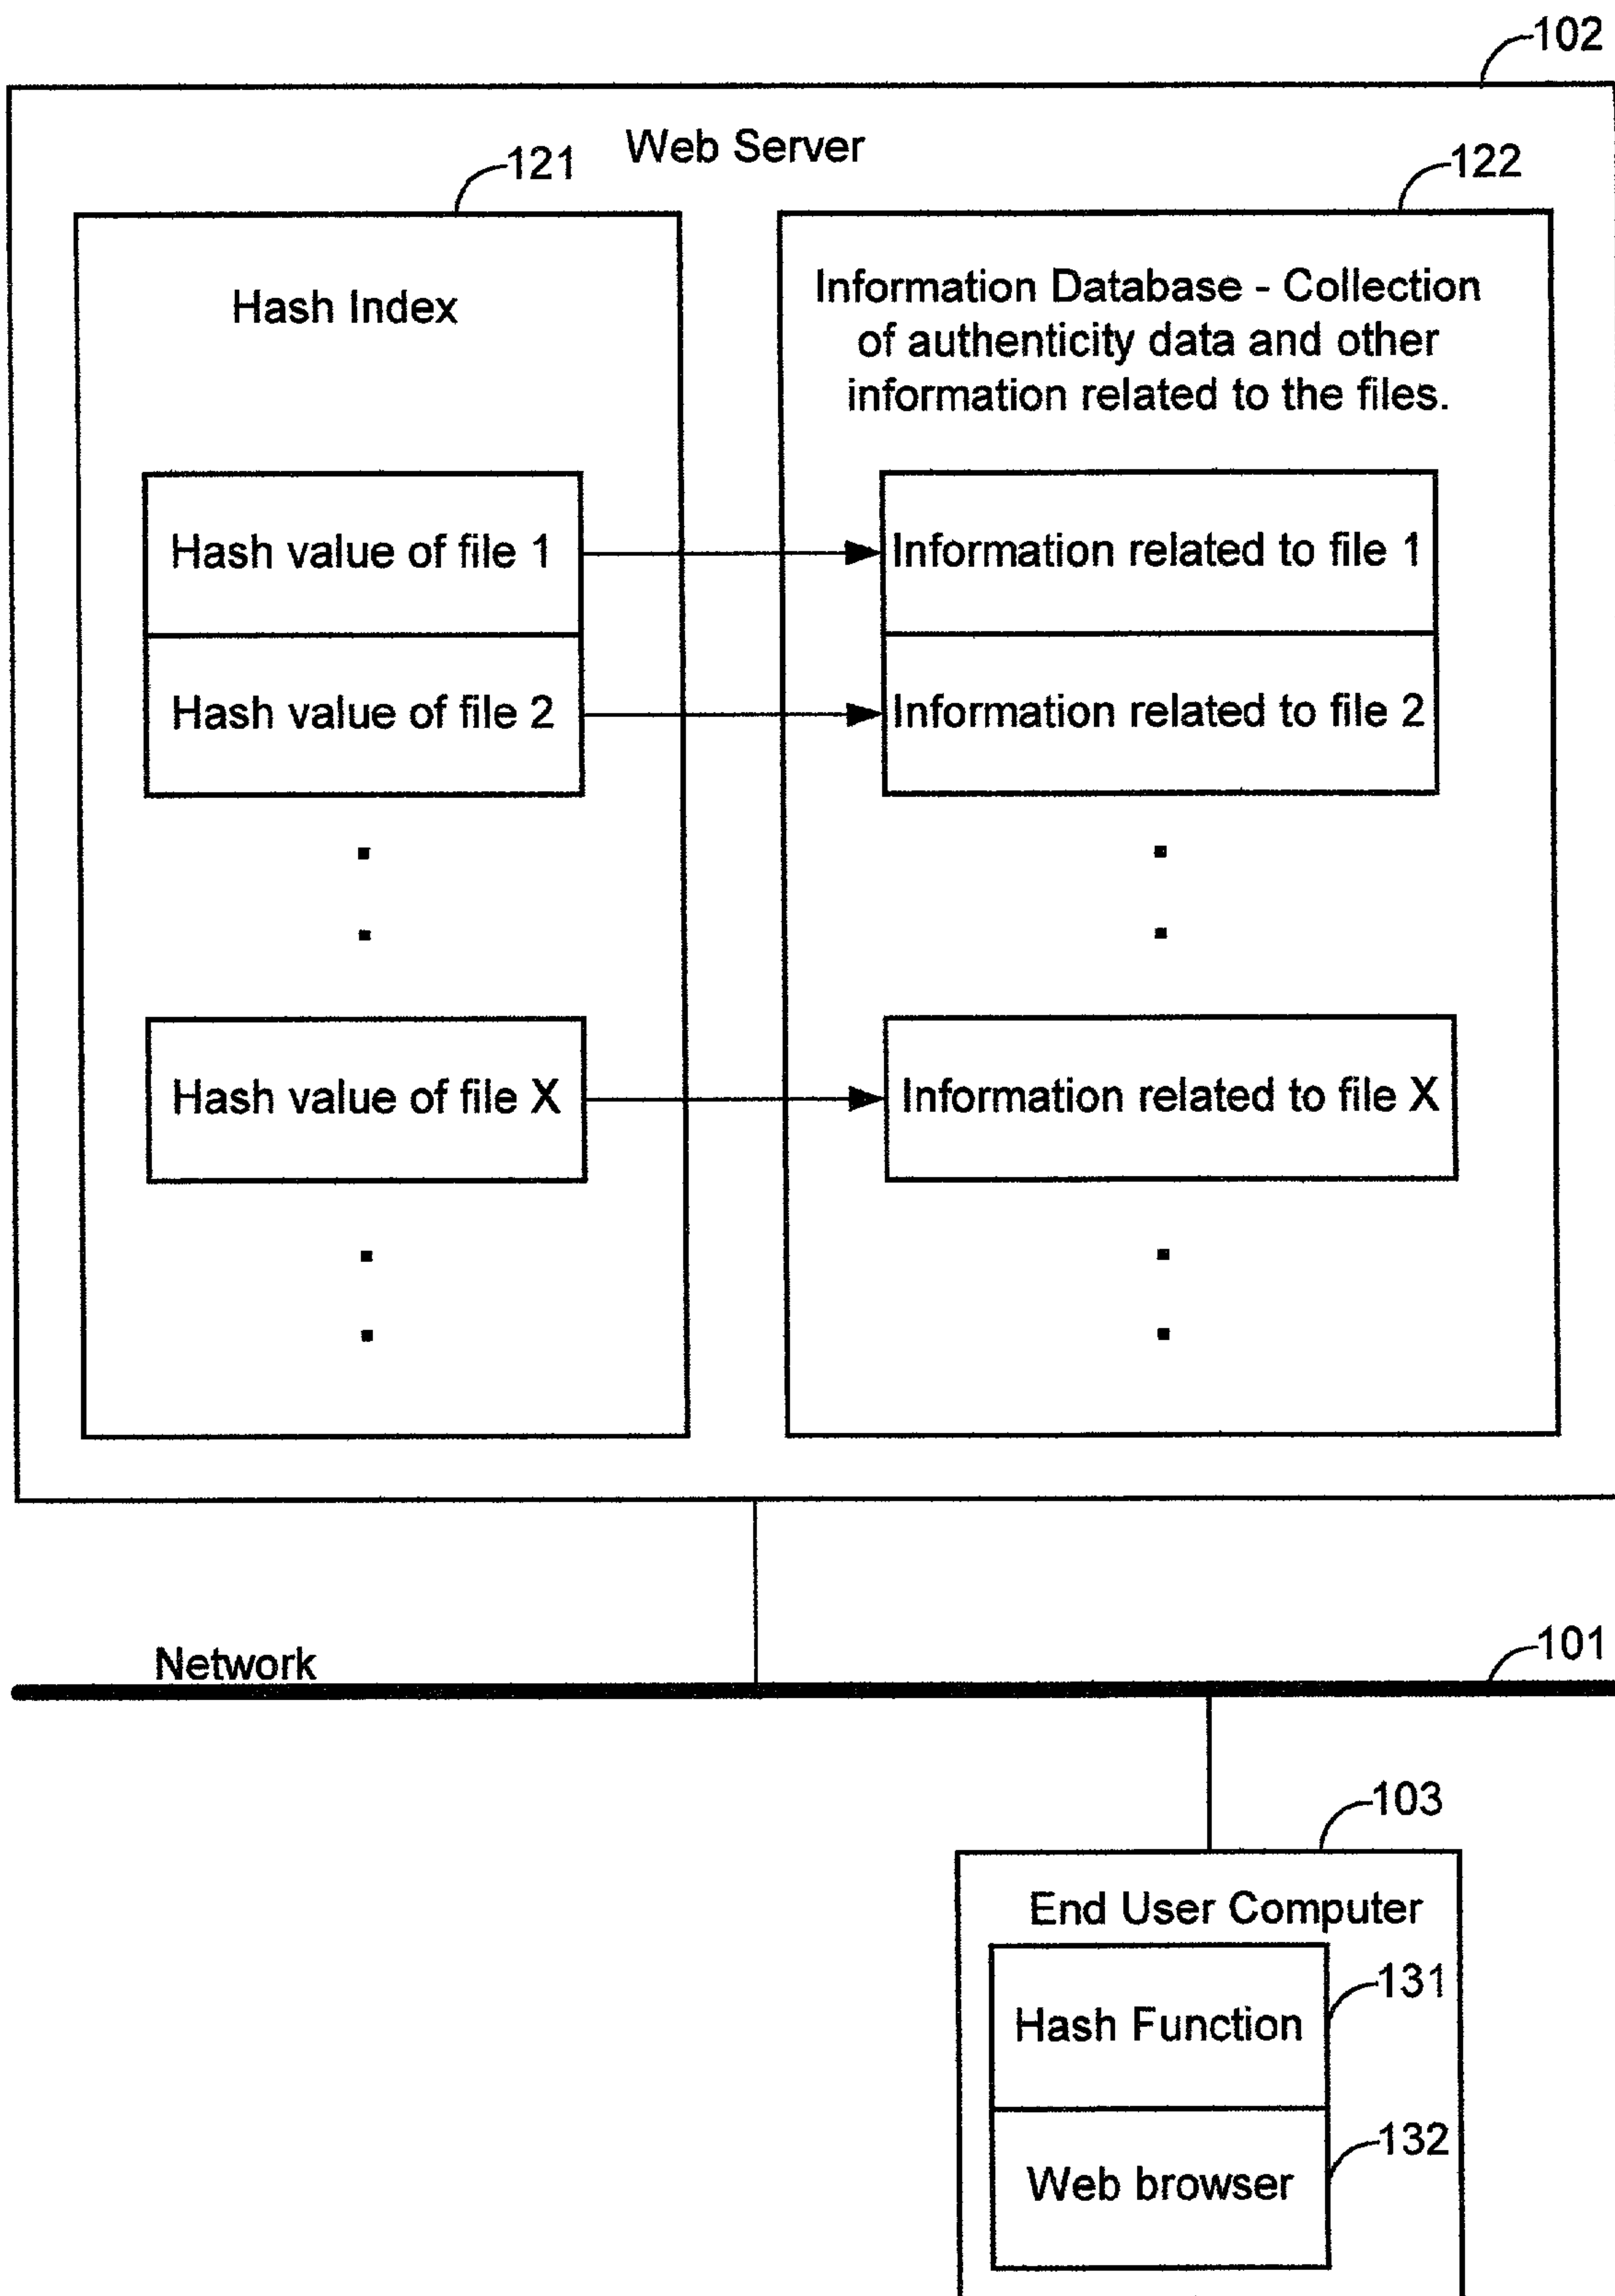 102
Web Server
121
122
Hash Index
Information Database - Collection
of authenticity data and other
information related to the files.
Hash value of file 1
Information related to file 1
Hash value of file 2
Information related to file 2
Hash value of file X
Information related to file X
Network
101
103
End User Computer
131
Hash Function
132
Web browser